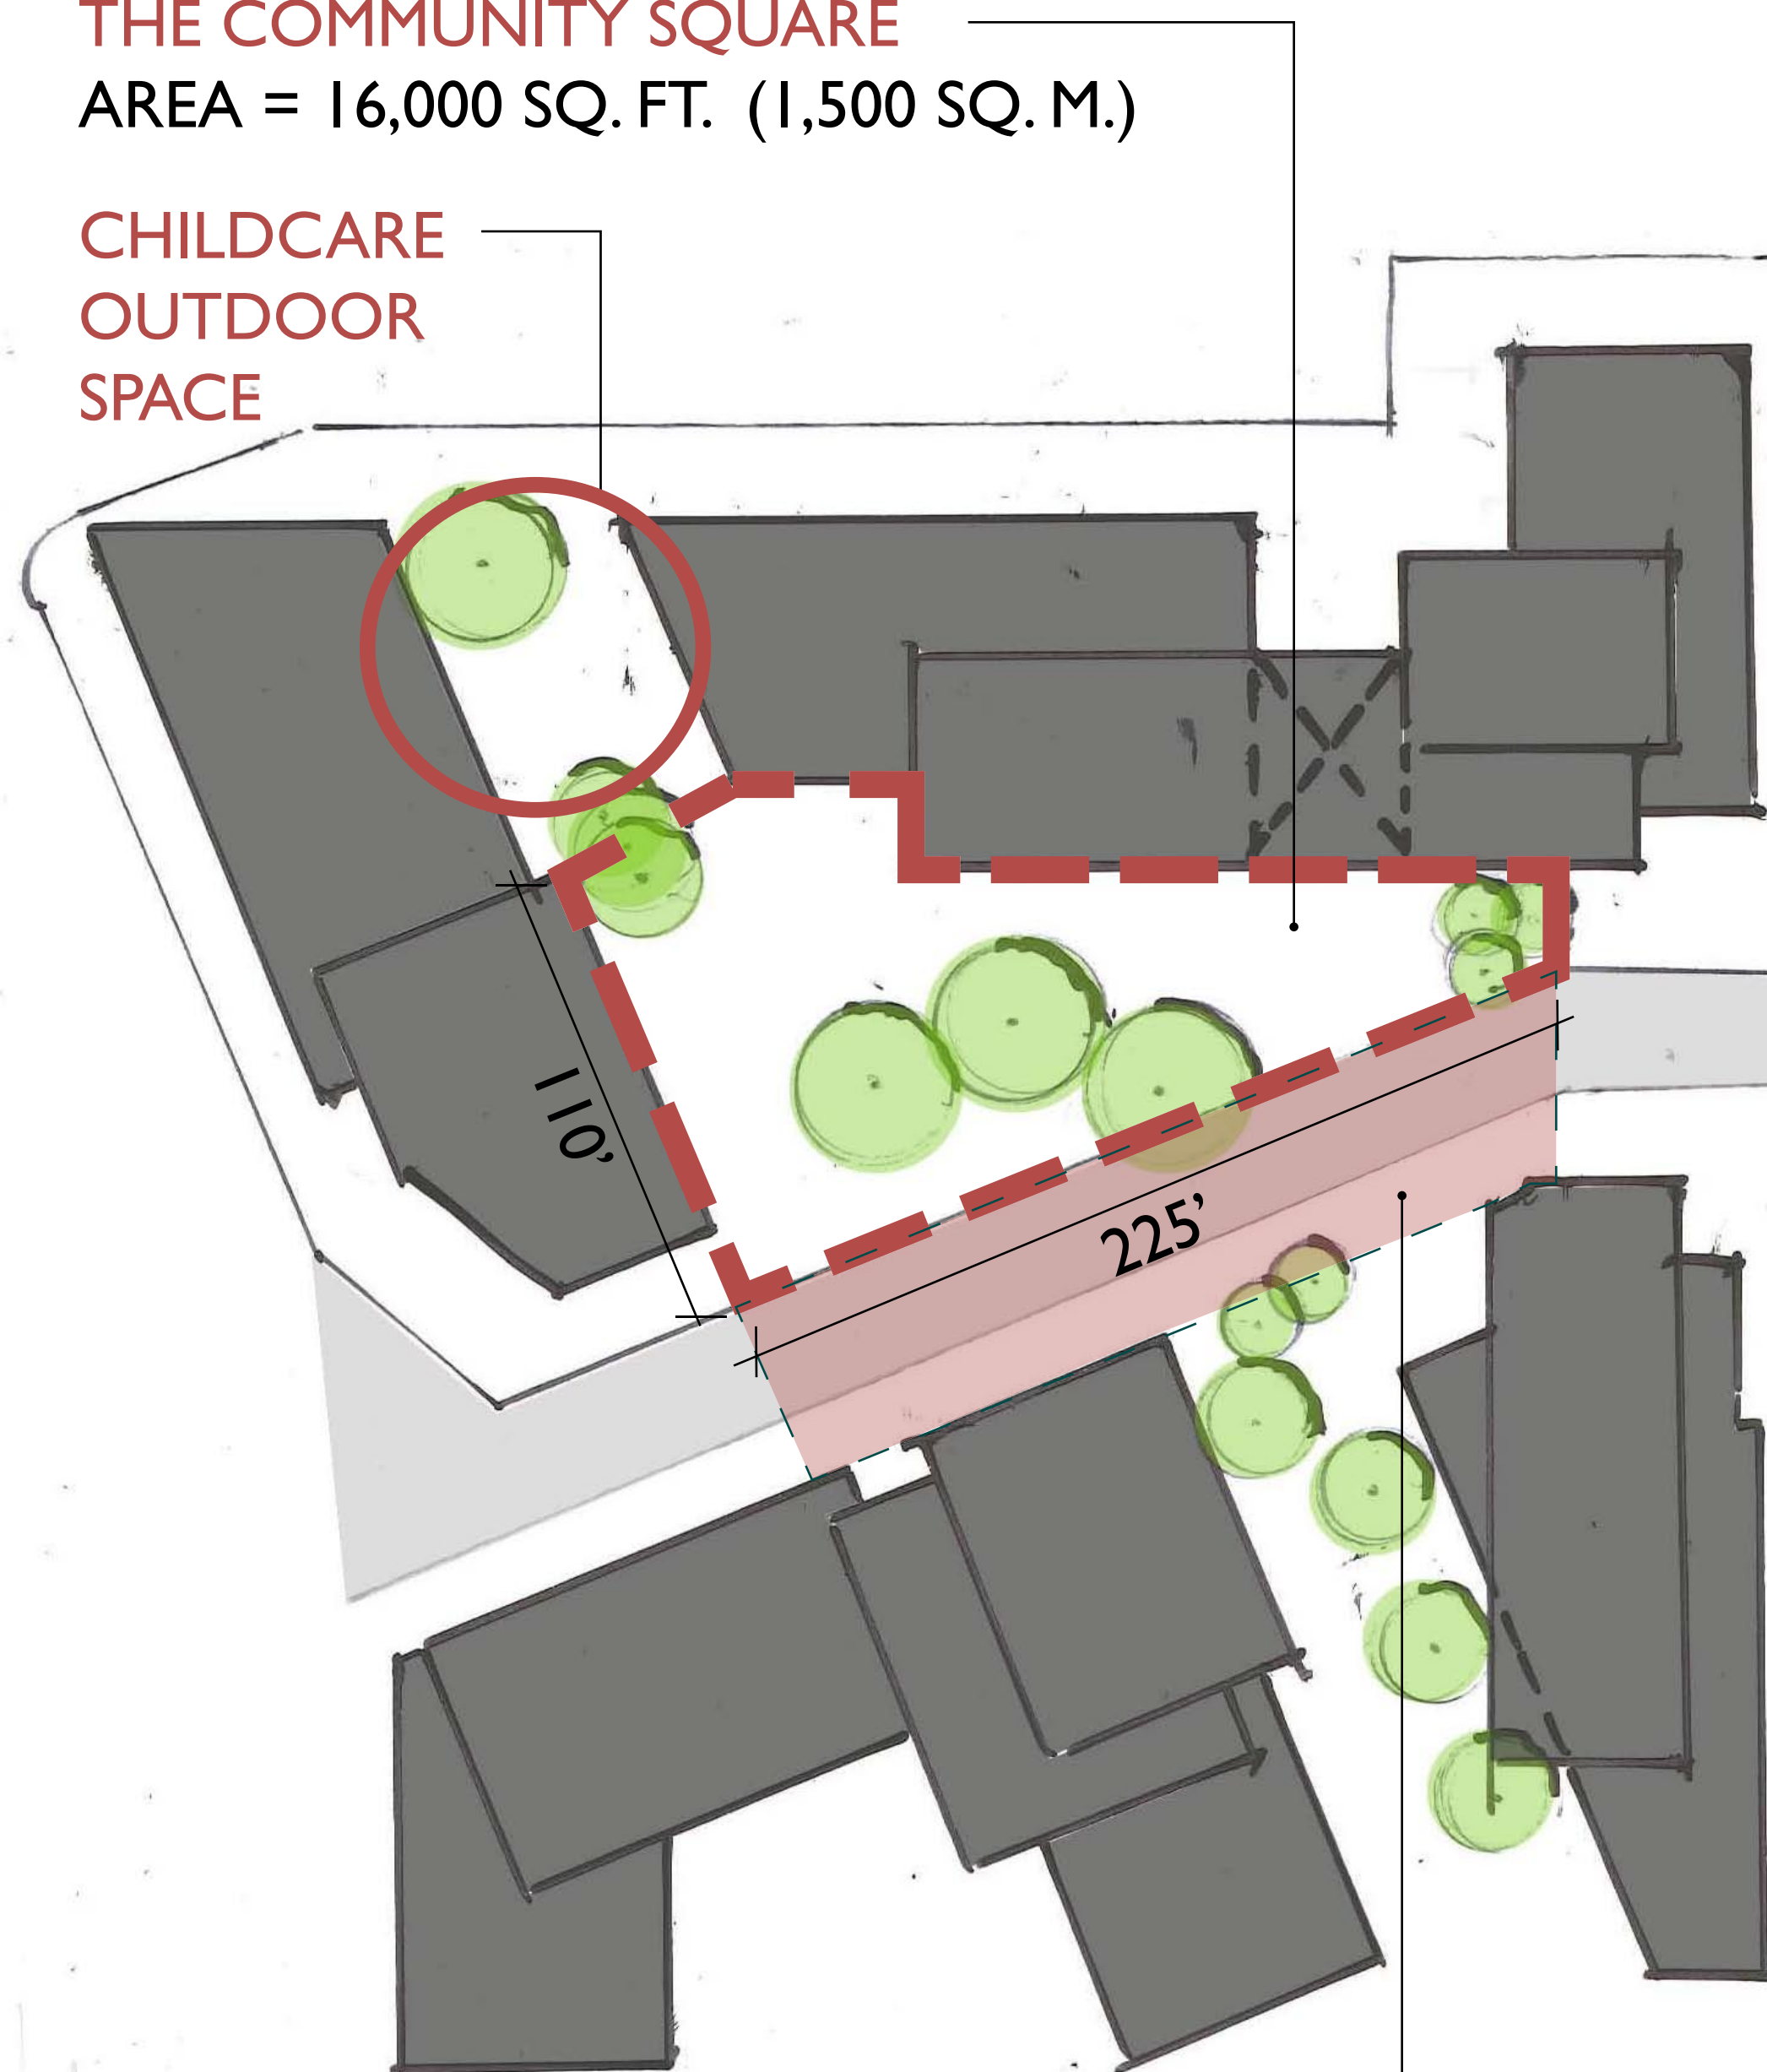 THE COMMUNITY SQUARE
AREA = 16,000 SQ. FT. (1,500 SQ. M.)
CHILDCARE
OUTDOOR
SPACE
110’
225’